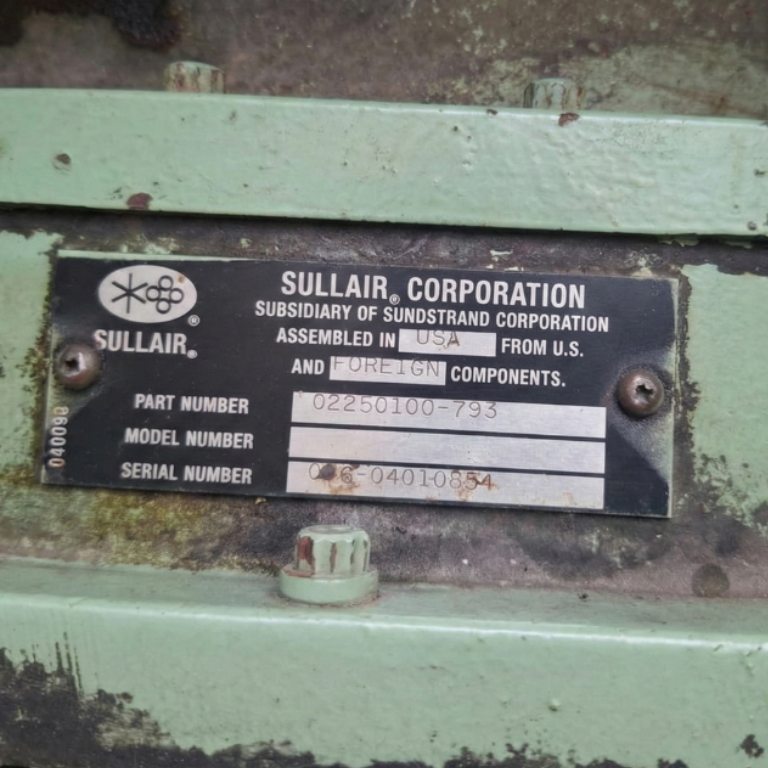 SULLAIR® CORPORATION
SUBSIDIARY OF SUNDSTRAND CORPORATION
ASSEMBLED IN USA FROM U.S.
AND FOREIGN COMPONENTS.
®
SULLAIR®
PART NUMBER 02250100-793
MODEL NUMBER
SERIAL NUMBER